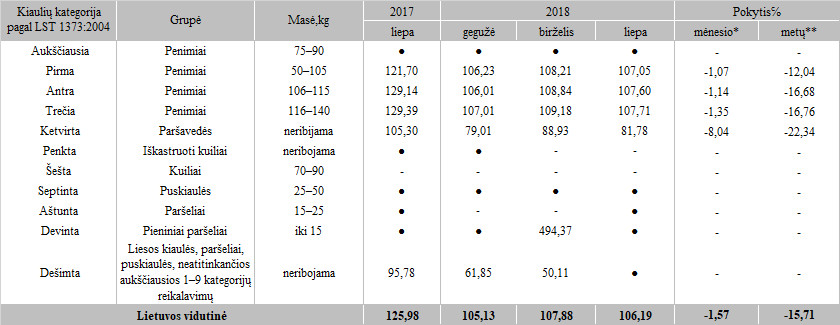 Kiaulių kategorija pagal LST 1373:2004 Grupė Masė,kg 2017 2018 Pokytis%
liepa gegužė birželis liepa mėnesio* metų**
Aukščiausia Penimiai 75–90 ● ● ● ● - -
Pirma Penimiai 50–105 121,70 106,23 108,21 107,05 -1,07 -12,04
Antra Penimiai 106–115 129,14 106,01 108,84 107,60 -1,14 -16,68
Trečia Penimiai 116–140 129,39 107,01 109,18 107,71 -1,35 -16,76
Ketvirta Paršavedės neribijama 105,30 79,01 88,93 81,78 -8,04 -22,34
Penkta Iškastruoti kuiliai neribojama ● ● - - - -
Šešta Kuiliai 70–90 - - - - - -
Septinta Puskiaulės 25–50 ● ● ● ● - -
Aštunta Paršeliai 15–25 ● - - ● - -
Devinta Pieniniai paršeliai iki 15 ● ● 494,37 ● - -
Dešimta Liesos kiaulės, paršeliai,
puskiaulės, neatitinkančios
aukščiausios 1–9 kategorijų
reikalavimų neribojama 95,78 61,85 50,11 ● - -
Lietuvos vidutinė 125,98 105,13 107,88 106,19 -1,57 -15,71